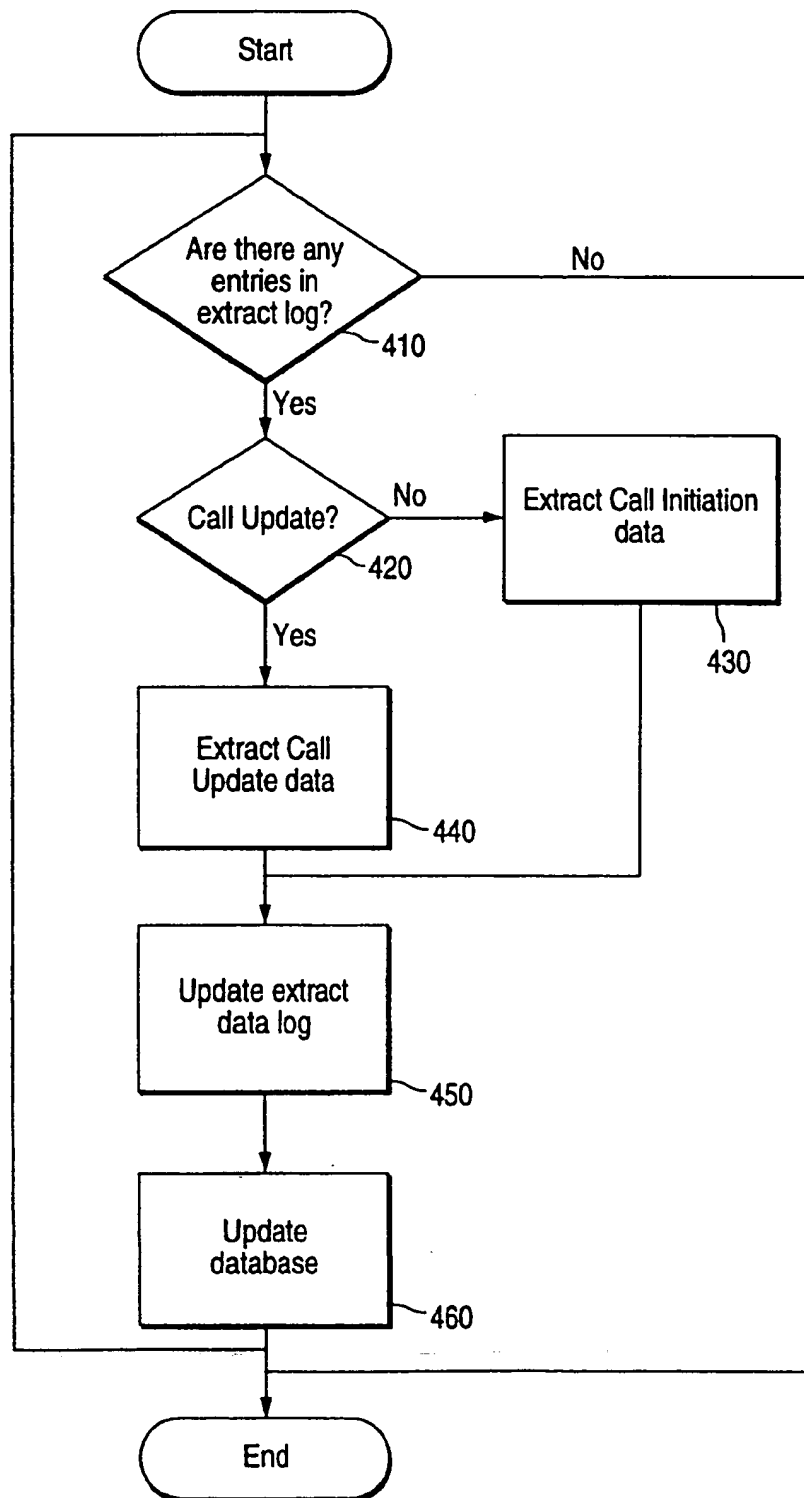 Start
Are there any
entries in
extract log?
No
410
Yes
Call Update?
No
420
Extract Call Initiation
data
430
Yes
Extract Call
Update data
440
Update extract
data log
450
Update
database
460
End